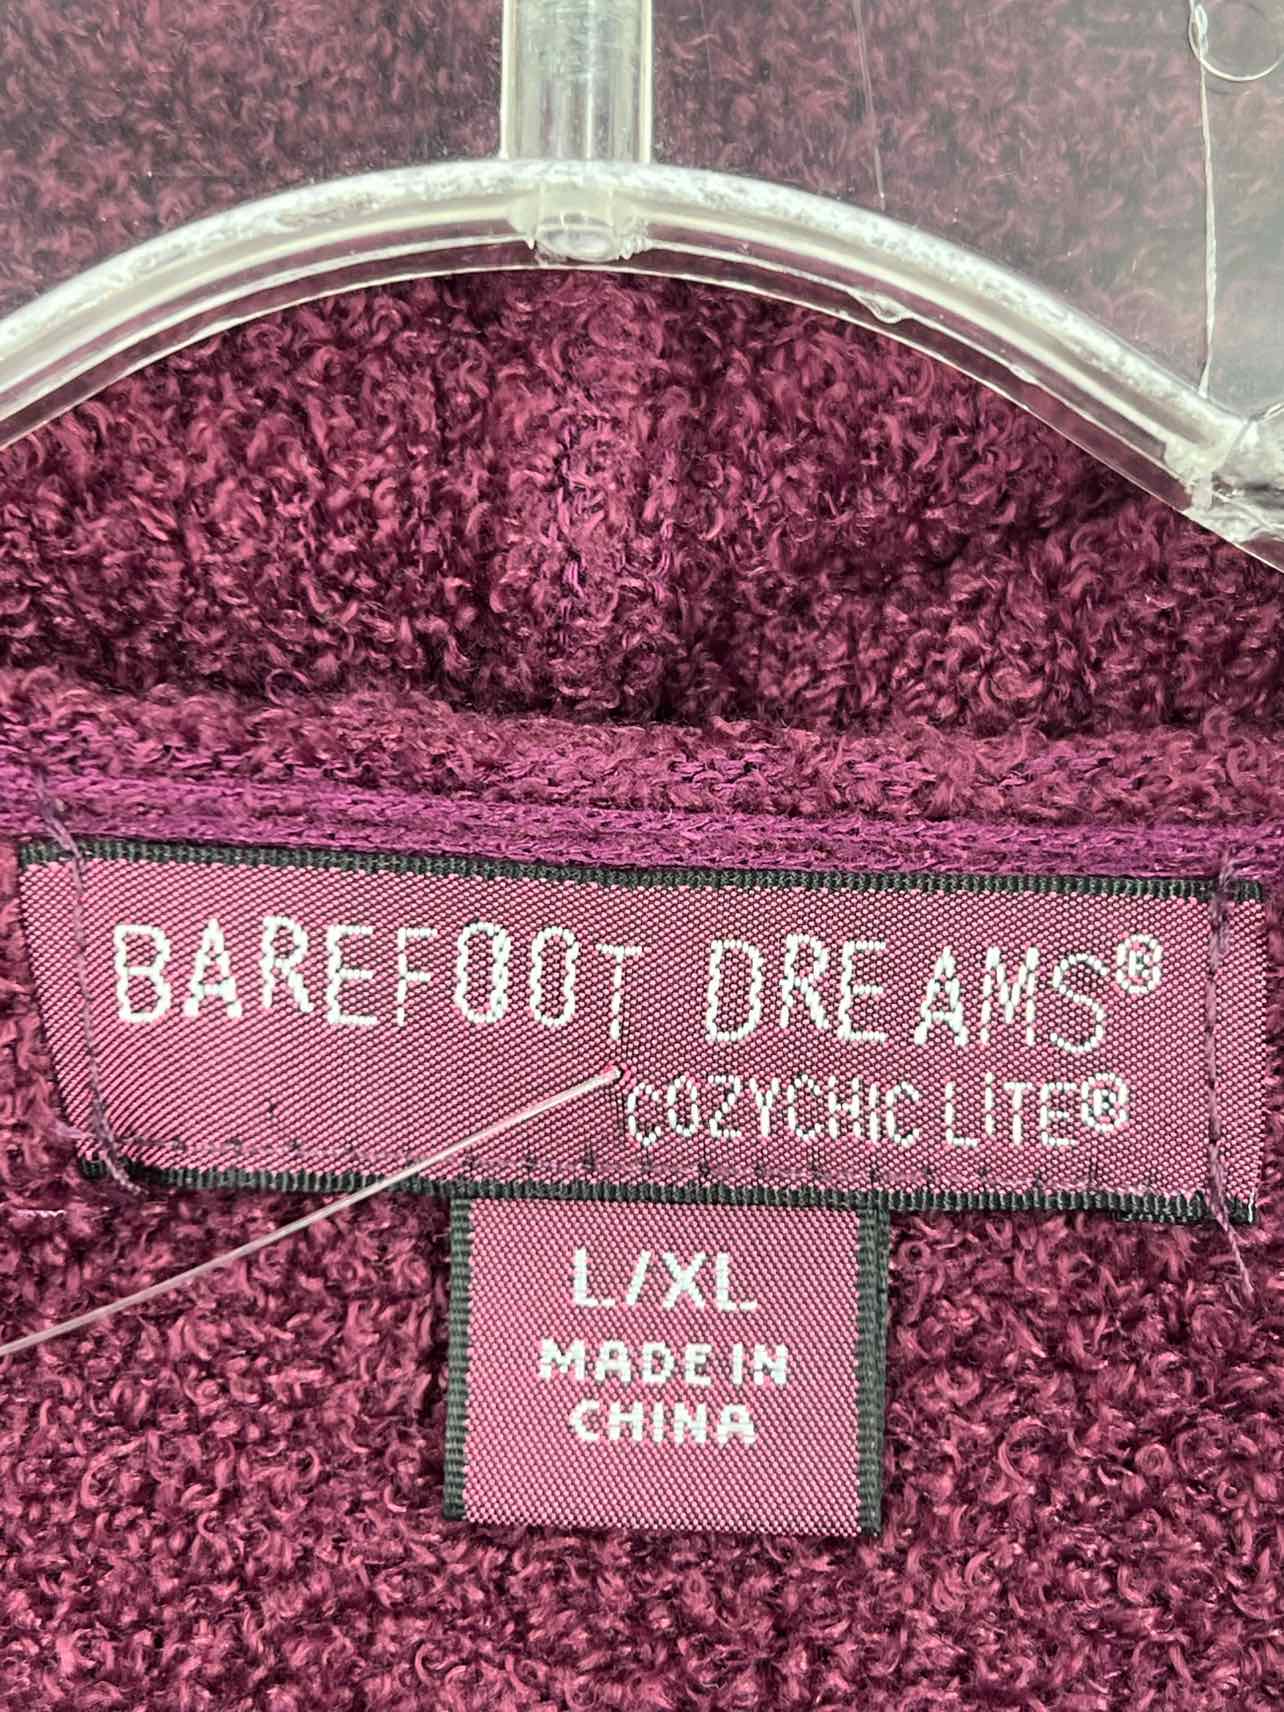 BAREFOOT DREAMS®
COZYCHIC LiTE®
L/XL
MADE IN
CHINA